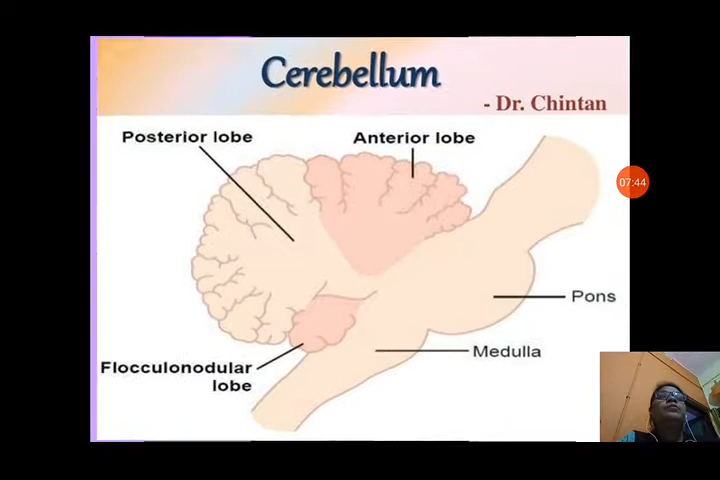 Cerebellum
- Dr. Chintan
Posterior lobe
Anterior lobe
07:44
Pons
Medulla
Flocculonodular
lobe